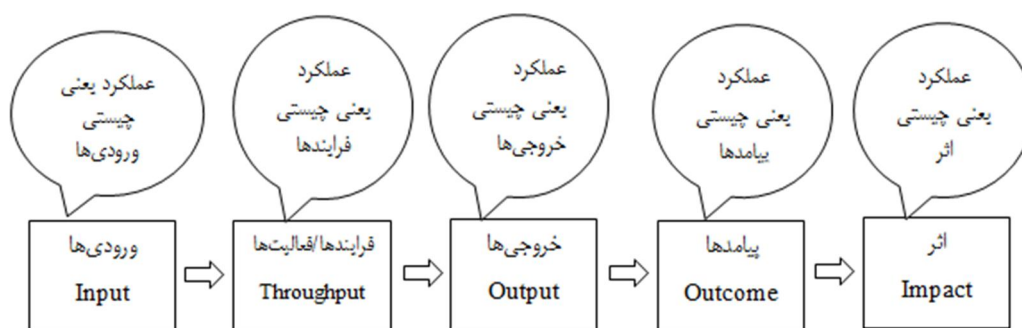 عملکرد یعنی
چیستی
ورودی‌ها
عملکرد
یعنی چیستی
فرایندها
عملکرد
یعنی چیستی
خروجی‌ها
عملکرد
یعنی چیستی
پیامدها
عملکرد
یعنی چیستی
اثر
ورودی‌ها
Input
فرایندها/فعالیت‌ها
Throughput
خروجی‌ها
Output
پیامدها
Outcome
اثر
Impact